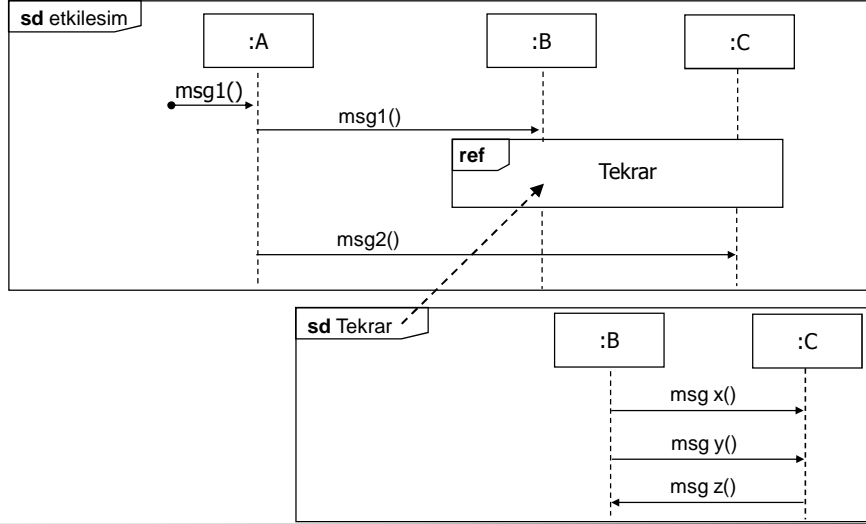 sd etkilesim
:A
:B
:C
msg1()
msg1()
ref
Tekrar
msg2()
sd Tekrar
:B
:C
msg x()
msg y()
msg z()